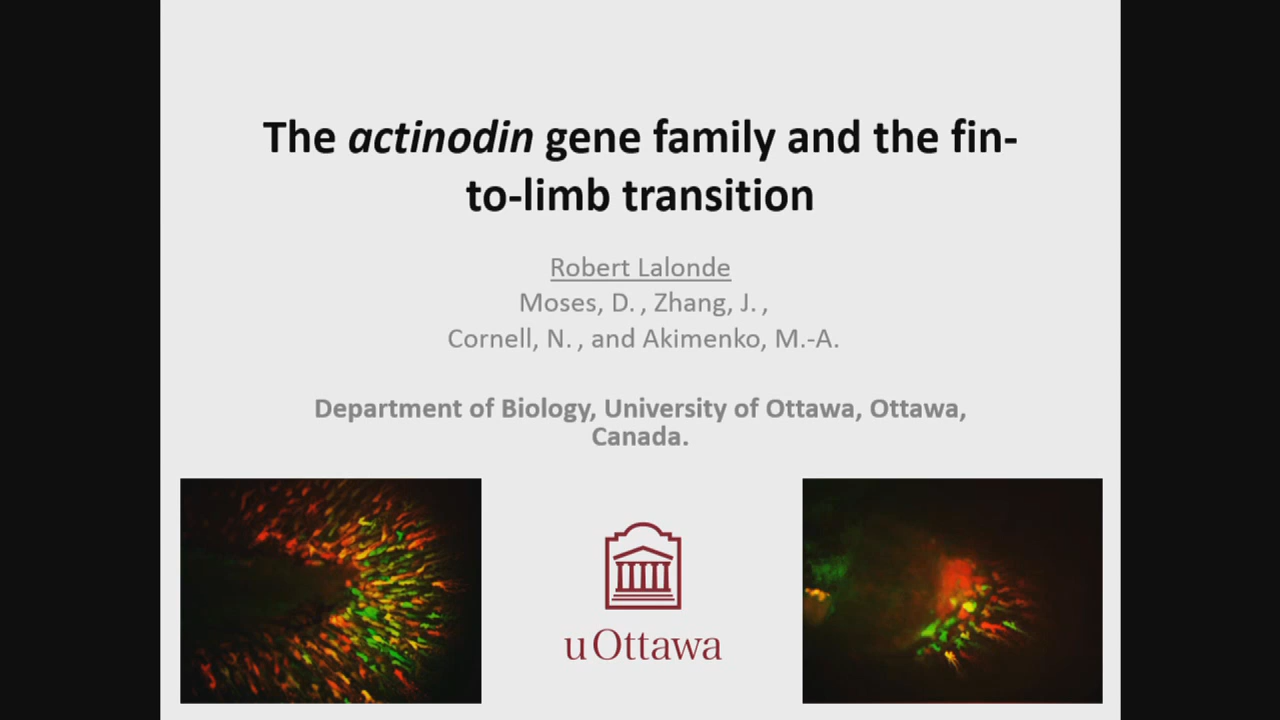 The actinodin gene family and the fin-
to-limb transition
Robert Lalonde
Moses, D. , Zhang, J. ,
Cornell, N. , and Akimenko, M.-A.
Department of Biology, University of Ottawa, Ottawa,
Canada.
uOttawa